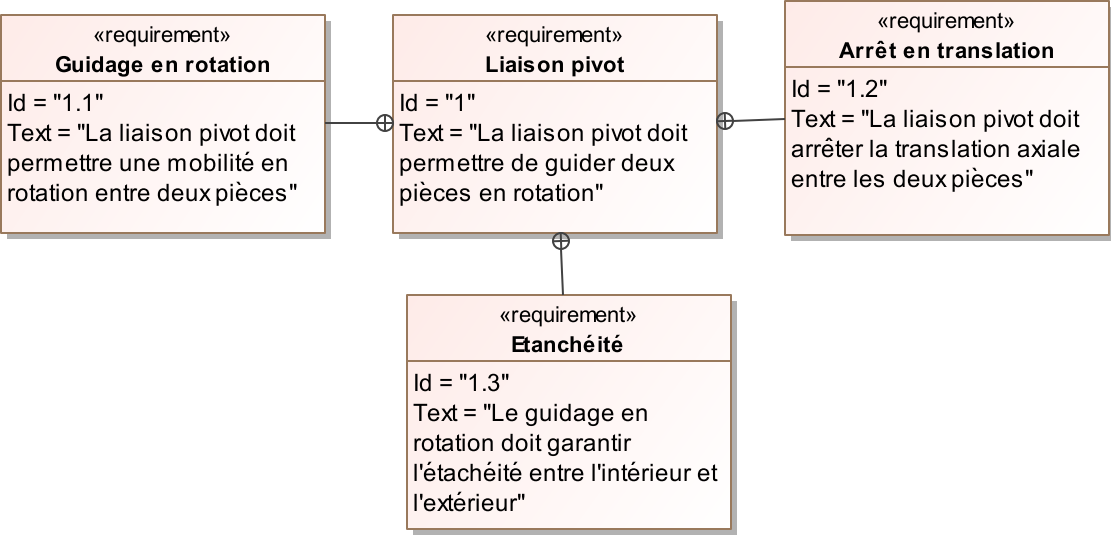 «requirement»
Guidage en rotation
Id = "1.1"
Text = "La liaison pivot doit
permettre une mobilité en
rotation entre deux pièces"
«requirement»
Liaison pivot
Id = "1"
Text = "La liaison pivot doit
permettre de guider deux
pièces en rotation"
«requirement»
Arrêt en translation
Id = "1.2"
Text = "La liaison pivot doit
arrêter la translation axiale
entre les deux pièces"
«requirement»
Etanchéité
Id = "1.3"
Text = "Le guidage en
rotation doit garantir
l'étachéité entre l'intérieur et
l'extérieur"